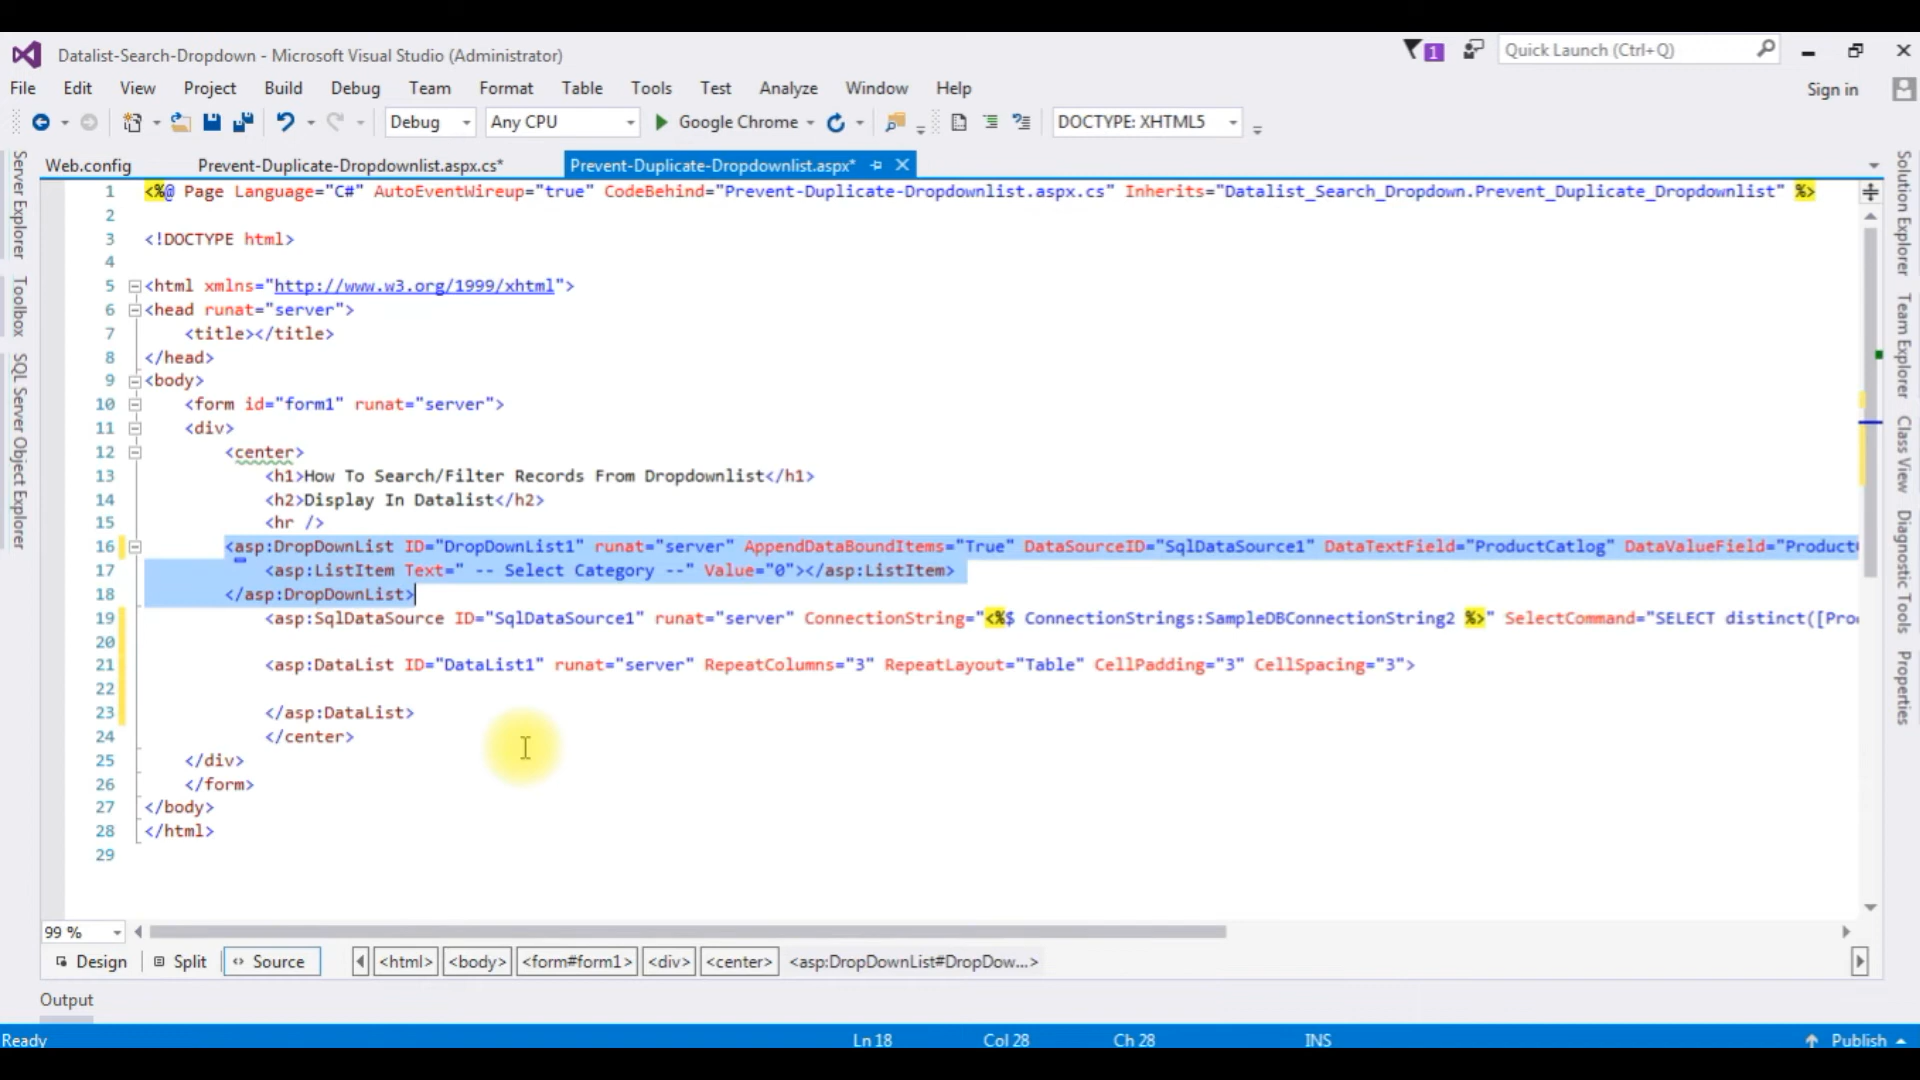 Datalist-Search-Dropdown - Microsoft Visual Studio (Administrator)
1
Quick Launch (Ctrl+Q)
File Edit View Project Build Debug Team Format Table Tools Test Analyze Window Help
Sign in
Debug Any CPU Google Chrome DOCTYPE: XHTML5
Web.config Prevent-Duplicate-Dropdownlist.aspx.cs* Prevent-Duplicate-Dropdownlist.aspx*
1 <%@ Page Language="C#" AutoEventWireup="true" CodeBehind="Prevent-Duplicate-Dropdownlist.aspx.cs" Inherits="Datalist_Search_Dropdown.Prevent_Duplicate_Dropdownlist" %>
2
3 <!DOCTYPE html>
4
5 <html xmlns="http://www.w3.org/1999/xhtml">
6 <head runat="server">
7 <title></title>
8 </head>
9 <body>
10 <form id="form1" runat="server">
11 <div>
12 <center>
13 <h1>How To Search/Filter Records From Dropdownlist</h1>
14 <h2>Display In Datalist</h2>
15 <hr />
16 <asp:DropDownList ID="DropDownList1" runat="server" AppendDataBoundItems="True" DataSourceID="SqlDataSource1" DataTextField="ProductCatlog" DataValueField="Product
17 <asp:ListItem Text=" -- Select Category --" Value="0"></asp:ListItem>
18 </asp:DropDownList>
19 <asp:SqlDataSource ID="SqlDataSource1" runat="server" ConnectionString="<%$ ConnectionStrings:SampleDBConnectionString2 %>" SelectCommand="SELECT distinct([Pro
20
21 <asp:DataList ID="DataList1" runat="server" RepeatColumns="3" RepeatLayout="Table" CellPadding="3" CellSpacing="3">
22
23 </asp:DataList>
24 </center>
25 </div>
26 </form>
27 </body>
28 </html>
29
99 %
Design Split Source <html> <body> <form#form1> <div> <center> <asp:DropDownList#DropDow...>
Output
Ready Ln 18 Col 28 Ch 28 INS Publish
Server Explorer
Toolbox
SQL Server Object Explorer
Solution Explorer
Team Explorer
Class View
Diagnostic Tools
Properties